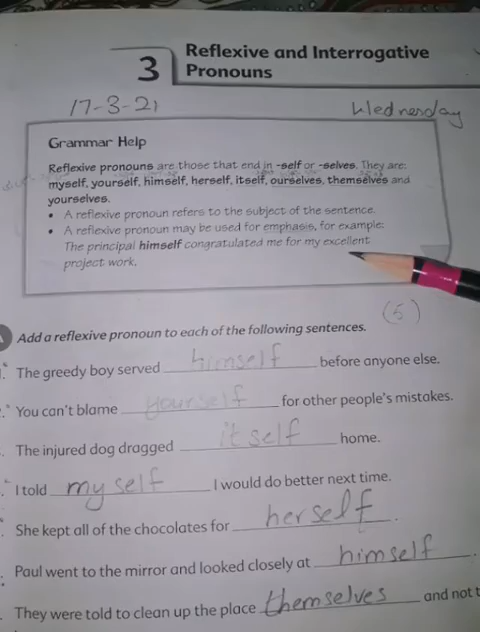 3
Reflexive and Interrogative
Pronouns
17-3-21 Wednesday
Grammar Help
Reflexive pronouns are those that end in -self or -selves. They are:
myself, yourself, himself, herself, itself, ourselves, themselves and
yourselves.
• A reflexive pronoun refers to the subject of the sentence.
• A reflexive pronoun may be used for emphasis, for example:
The principal himself congratulated me for my excellent
project work.
(5)
A Add a reflexive pronoun to each of the following sentences.
The greedy boy served himself before anyone else.
You can't blame yourself for other people's mistakes.
The injured dog dragged itself home.
I told myself I would do better next time.
She kept all of the chocolates for herself.
Paul went to the mirror and looked closely at himself.
They were told to clean up the place themselves and not t